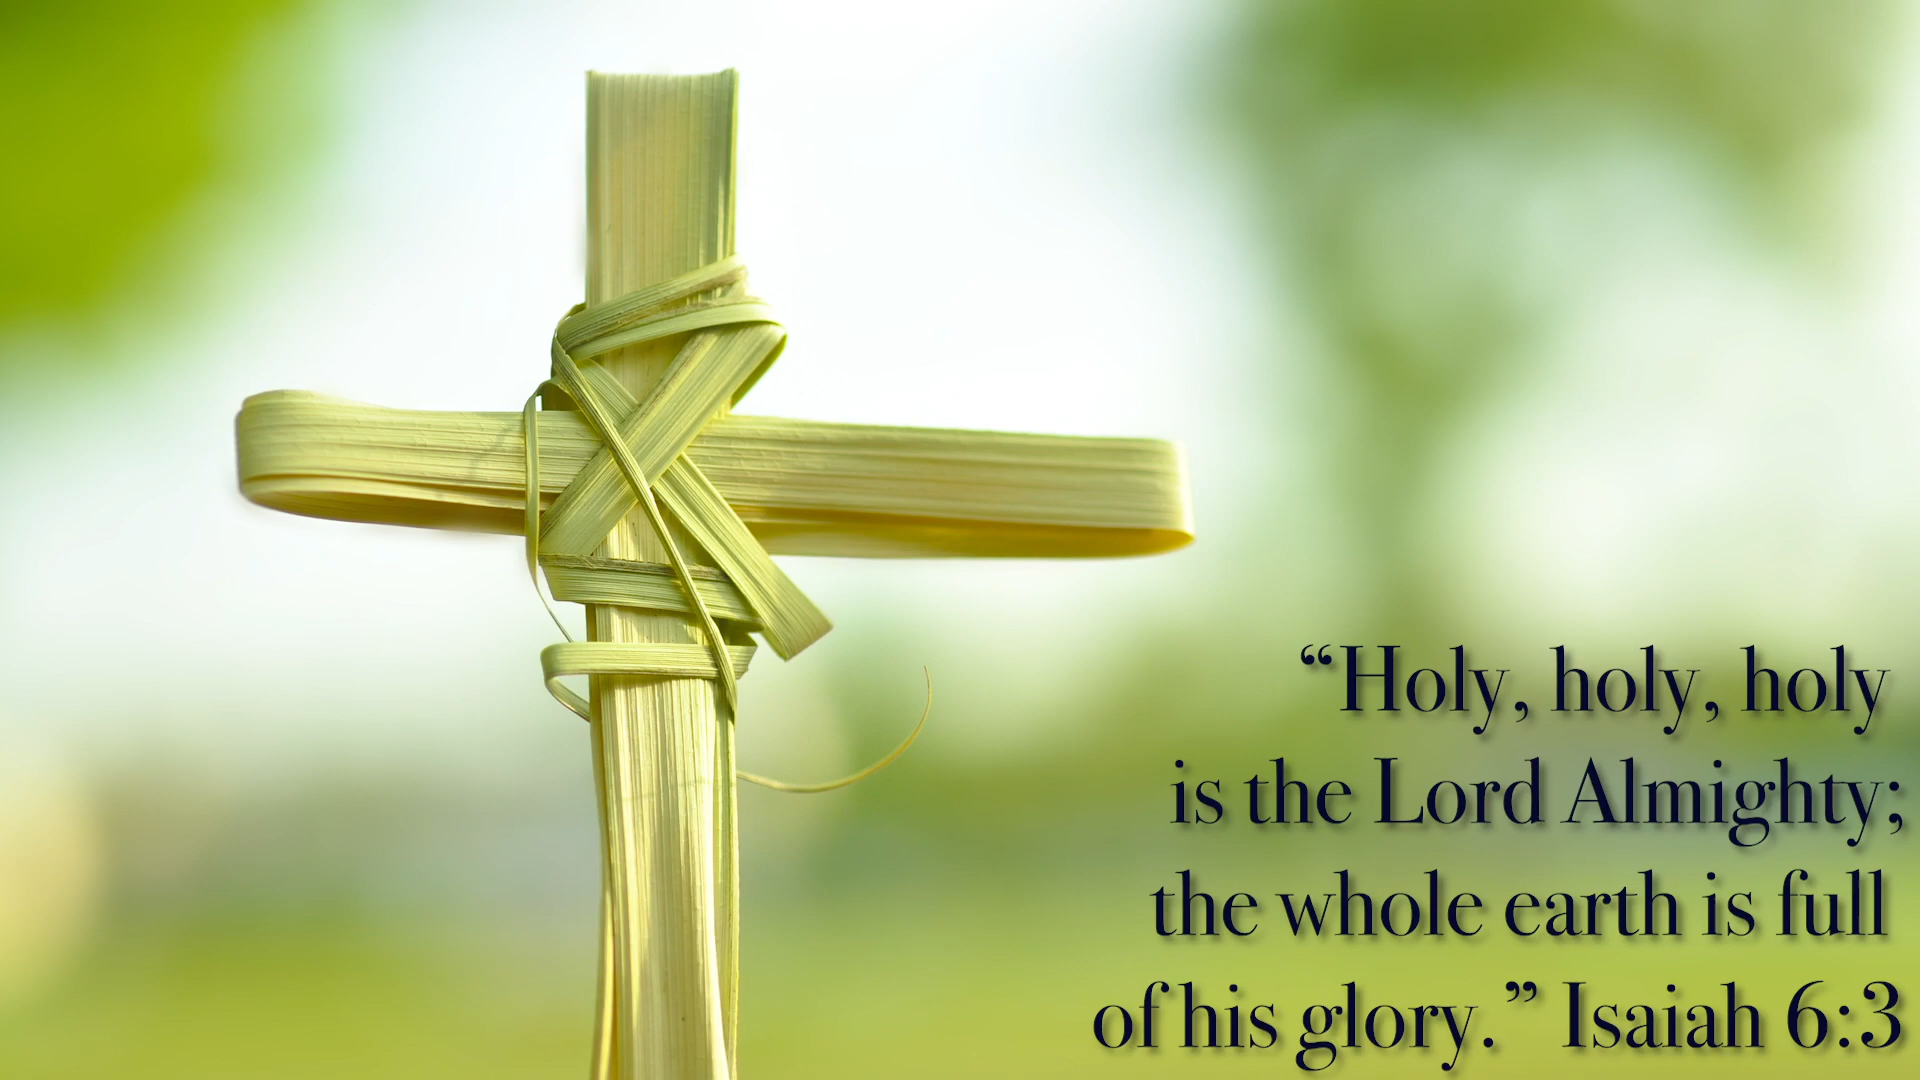 “Holy, holy, holy
is the Lord Almighty;
the whole earth is full
of his glory.” Isaiah 6:3